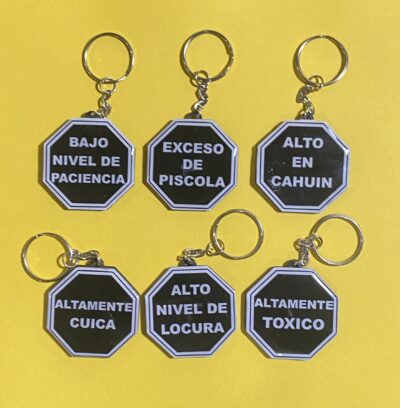 BAJO
NIVEL DE
PACIENCIA
EXCESO
DE
PISCOLA
ALTO
EN
CAHUIN
ALTAMENTE
CUICA
ALTO
NIVEL DE
LOCURA
ALTAMENTE
TOXICO